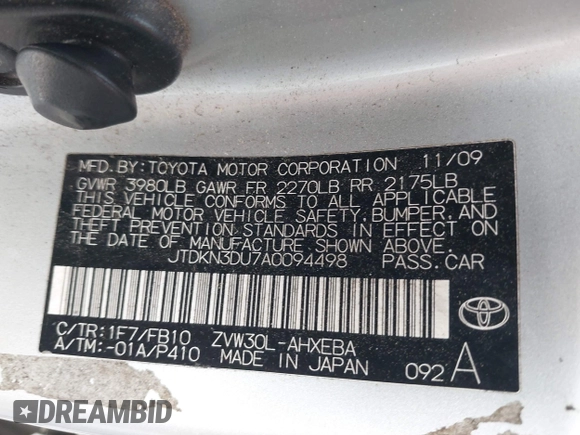 MFD. BY: TOYOTA MOTOR CORPORATION 11/09
GVWR 3980LB GAWR FR 2270LB RR 2175LB
THIS VEHICLE CONFORMS TO ALL APPLICABLE
FEDERAL MOTOR VEHICLE SAFETY, BUMPER, AND
THEFT PREVENTION STANDARDS IN EFFECT ON
THE DATE OF MANUFACTURE SHOWN ABOVE.
JTDKN3DU7A0094498 PASS. CAR
C/TR: 1F7/FB10 ZVW30L-AHXEBA
A/TM: -01A/P410 MADE IN JAPAN
092 A
TOYOTA
DREAMBID